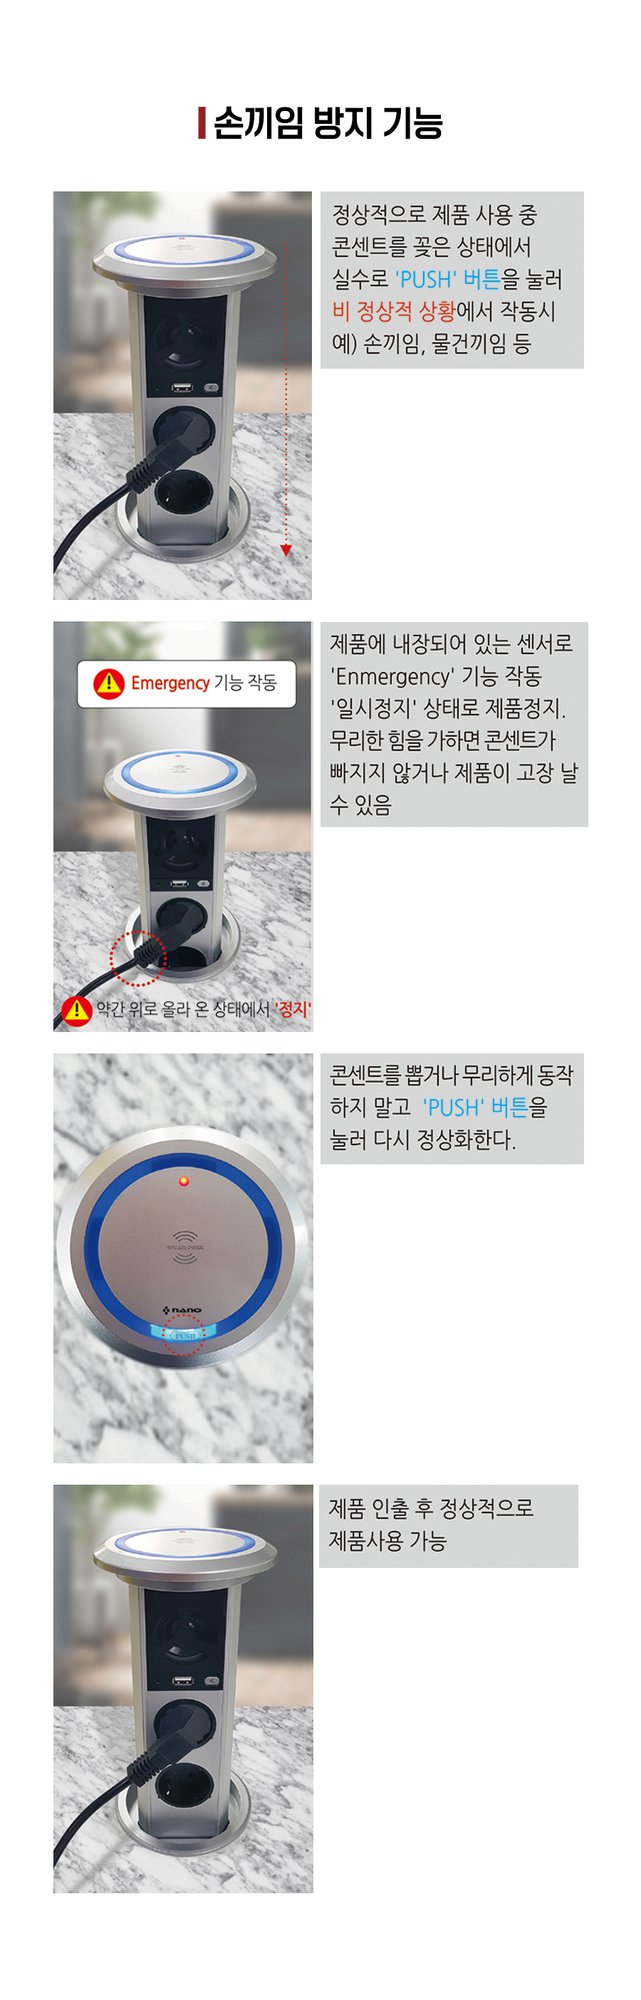 손끼임 방지 기능
정상적으로 제품 사용 중
콘센트를 꽂은 상태에서
실수로 'PUSH' 버튼을 눌러
비 정상적 상황에서 작동시
예) 손끼임, 물건끼임 등
Emergency 기능 작동
약간 위로 올라 온 상태에서 '정지'
제품에 내장되어 있는 센서로
'Enmergency' 기능 작동
'일시정지' 상태로 제품정지.
무리한 힘을 가하면 콘센트가
빠지지 않거나 제품이 고장 날
수 있음
WIRELESS CHARGE
NANO
PUSH
콘센트를 뽑거나 무리하게 동작
하지 말고 'PUSH' 버튼을
눌러 다시 정상화한다.
제품 인출 후 정상적으로
제품사용 가능